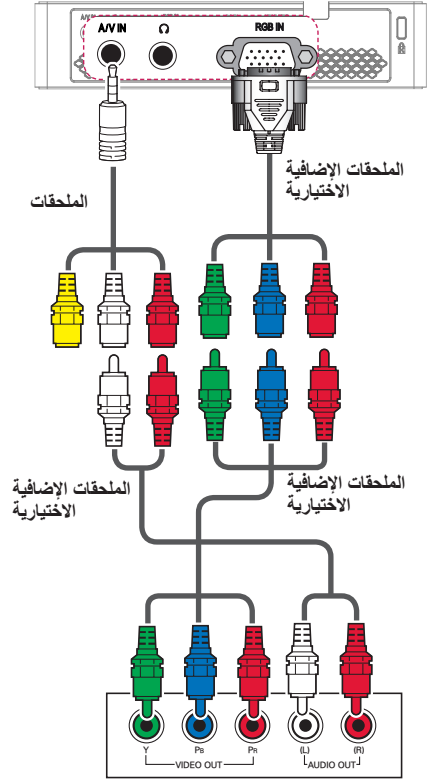 A/V IN
RGB IN
الملحقات الإضافية
الاختيارية
الملحقات
الملحقات الإضافية
الاختيارية
الملحقات الإضافية
الاختيارية
Y
PB
PR
(L)
(R)
VIDEO OUT
AUDIO OUT